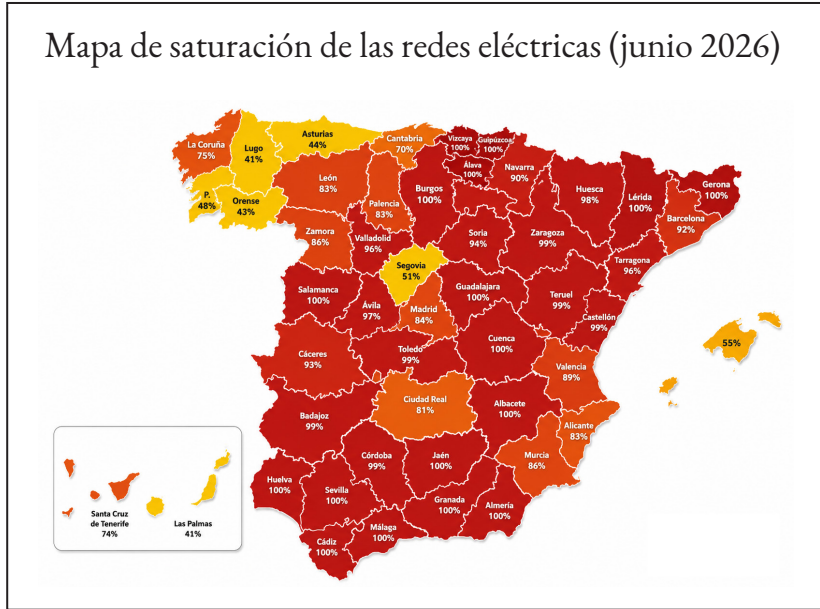 Mapa de saturación de las redes eléctricas (junio 2026)
La Coruña
75%
Lugo
41%
Asturias
44%
Cantabria
70%
Vizcaya
100%
Guipúzcoa
100%
Álava
100%
Navarra
90%
P.
48%
Orense
43%
León
83%
Palencia
83%
Burgos
100%
Huesca
98%
Lérida
100%
Gerona
100%
Barcelona
92%
Zamora
86%
Valladolid
96%
Soria
94%
Zaragoza
99%
Tarragona
96%
Segovia
51%
Salamanca
100%
Ávila
97%
Madrid
84%
Guadalajara
100%
Teruel
99%
Castellón
99%
Cáceres
93%
Toledo
99%
Cuenca
100%
Valencia
89%
55%
Ciudad Real
81%
Badajoz
99%
Albacete
100%
Alicante
83%
Murcia
86%
Córdoba
99%
Jaén
100%
Huelva
100%
Sevilla
100%
Granada
100%
Almería
100%
Málaga
100%
Cádiz
100%
Santa Cruz
de Tenerife
74%
Las Palmas
41%